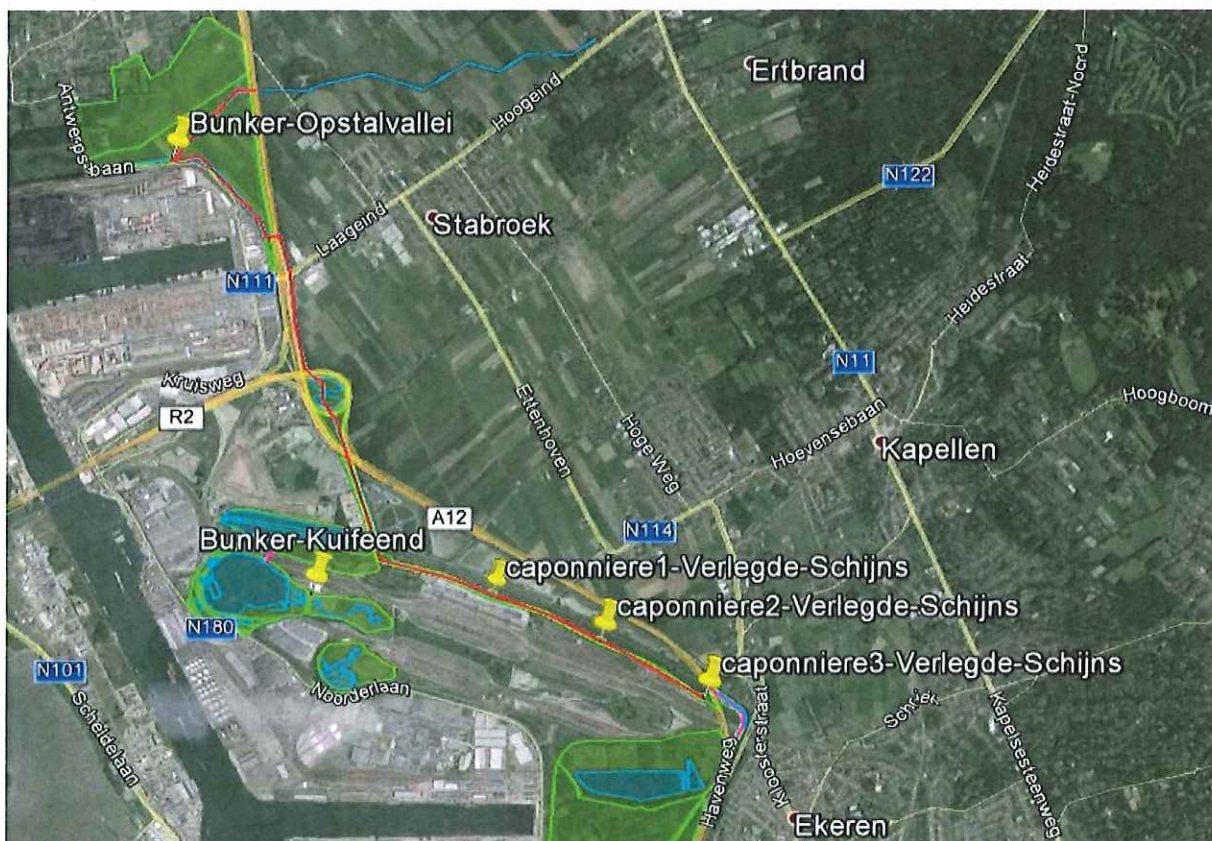 Ertbrand
Hoogeind
Heidestraat-Noord
Antwerpsebaan
Bunker-Opstalvallei
N122
Stabroek
Laageind
N111
Heidestraat
N11
Kruisweg
R2
Ettenhoven
Hoge Weg
Hoevensebaan
Hoogboom
Kapellen
A12
N114
Bunker-Kuifeend
caponniere1-Verlegde-Schijns
caponniere2-Verlegde-Schijns
N180
caponniere3-Verlegde-Schijns
N101
Noorderlaan
Scheldelaan
Schriek
Kloosterstraat
Kapelsesteenweg
Havenweg
Ekeren